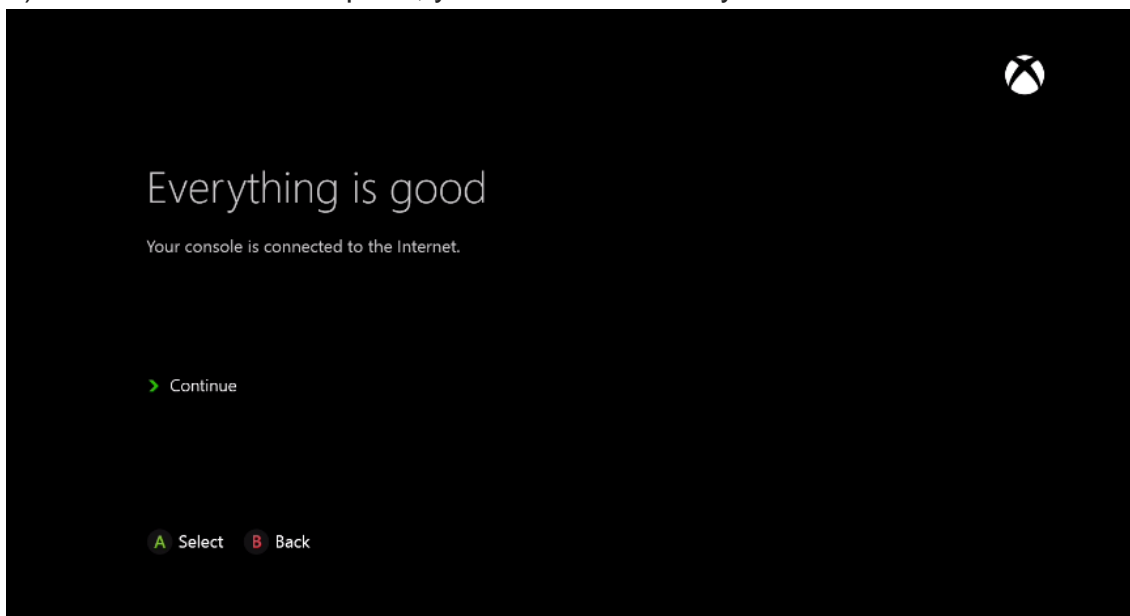 Everything is good
Your console is connected to the Internet.
Continue
A Select B Back